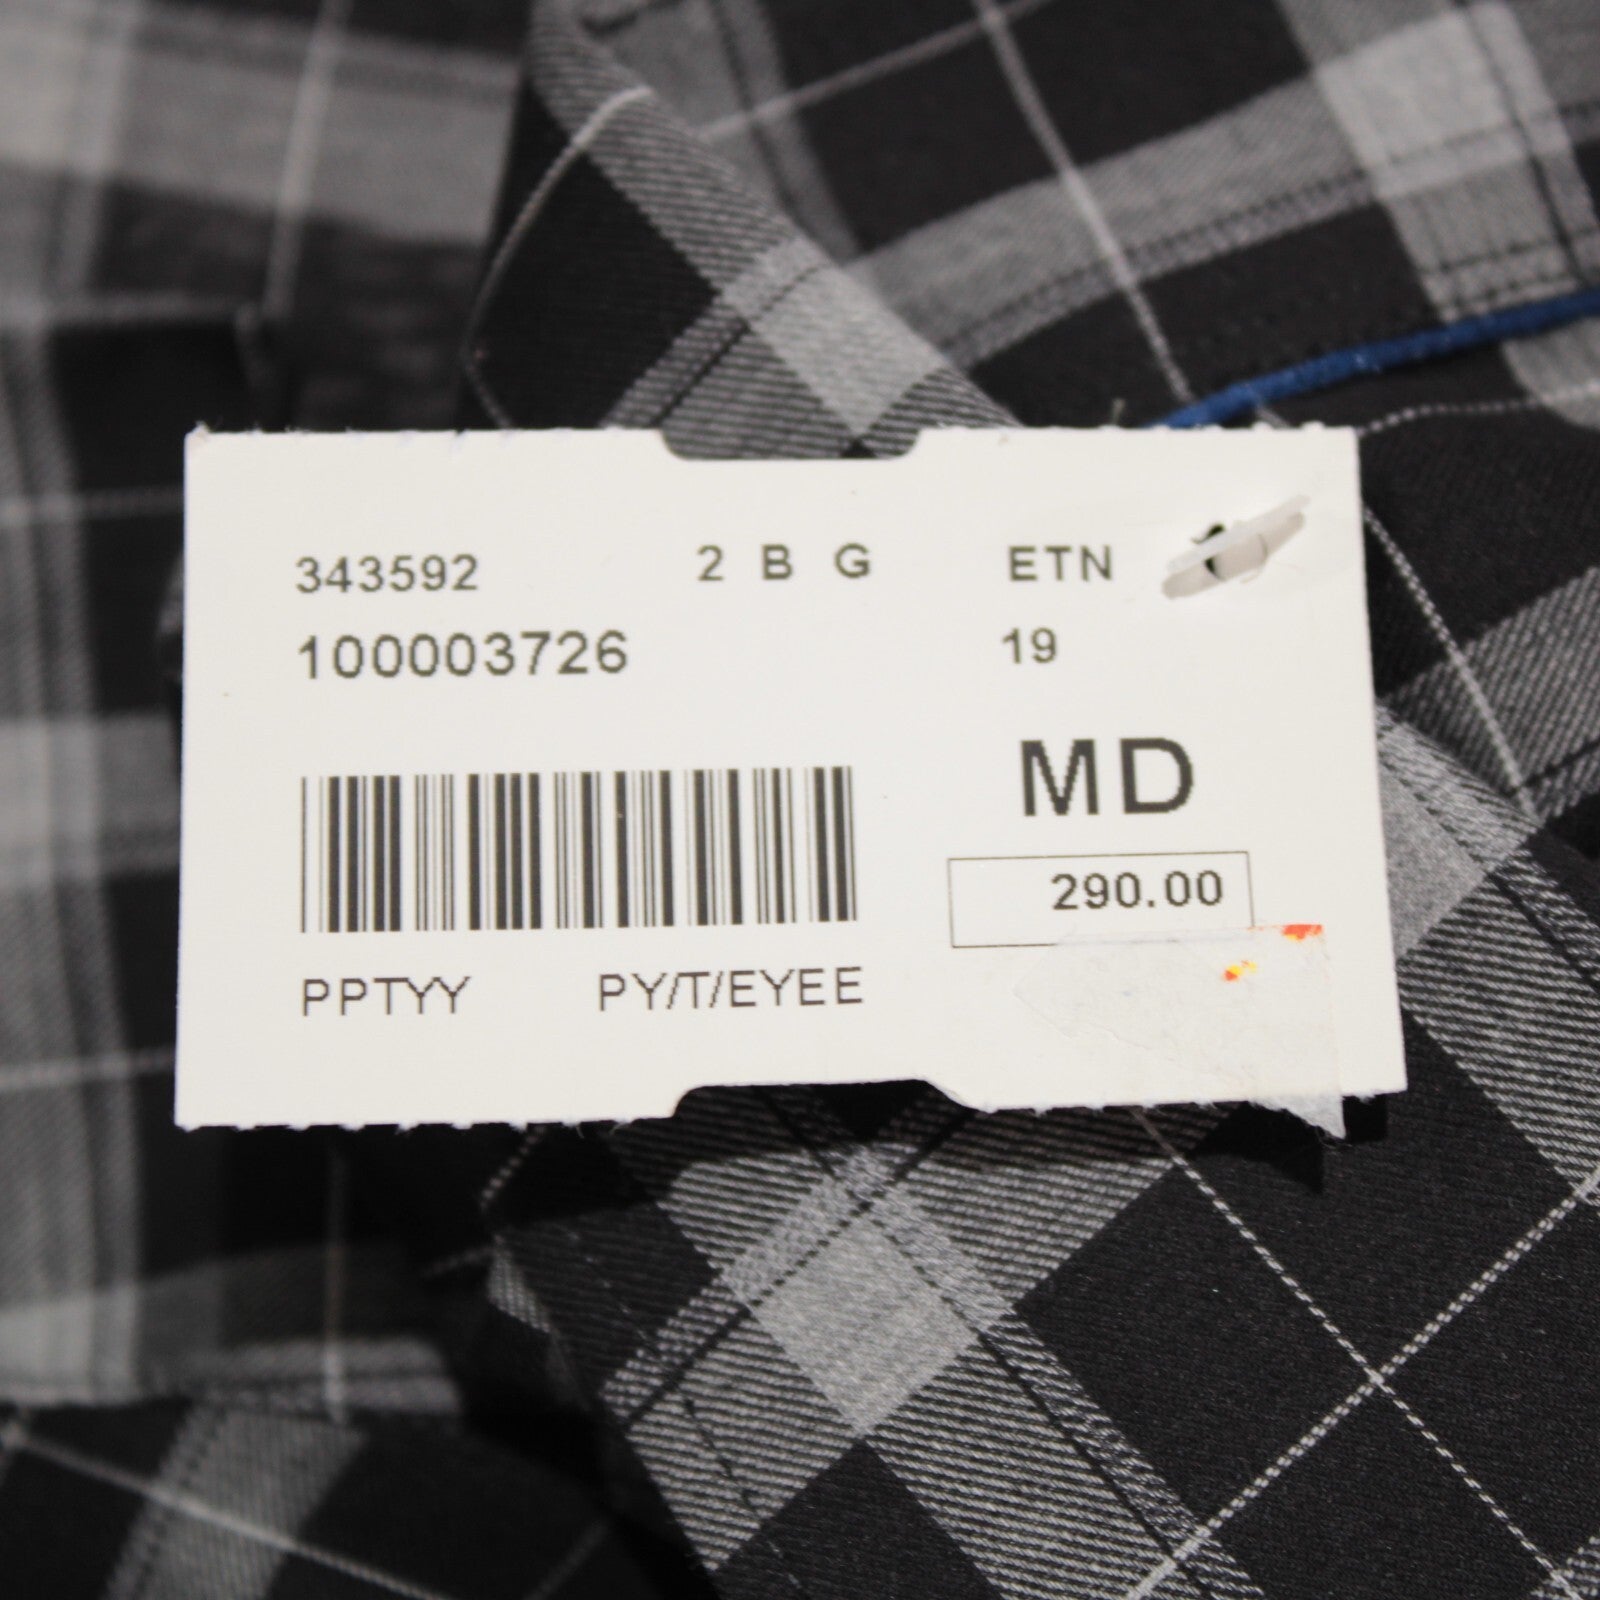 343592 2 B G ETN
100003726 19
MD
290.00
PPTYY PY/T/EYEE